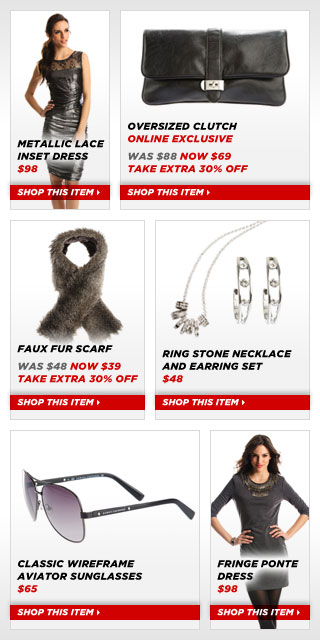 METALLIC LACE
INSET DRESS
$98
SHOP THIS ITEM
OVERSIZED CLUTCH
ONLINE EXCLUSIVE
WAS $88 NOW $69
TAKE EXTRA 30% OFF
SHOP THIS ITEM
FAUX FUR SCARF
WAS $48 NOW $39
TAKE EXTRA 30% OFF
SHOP THIS ITEM
RING STONE NECKLACE
AND EARRING SET
$48
SHOP THIS ITEM
CLASSIC WIREFRAME
AVIATOR SUNGLASSES
$65
SHOP THIS ITEM
FRINGE PONTE
DRESS
$98
SHOP THIS ITEM